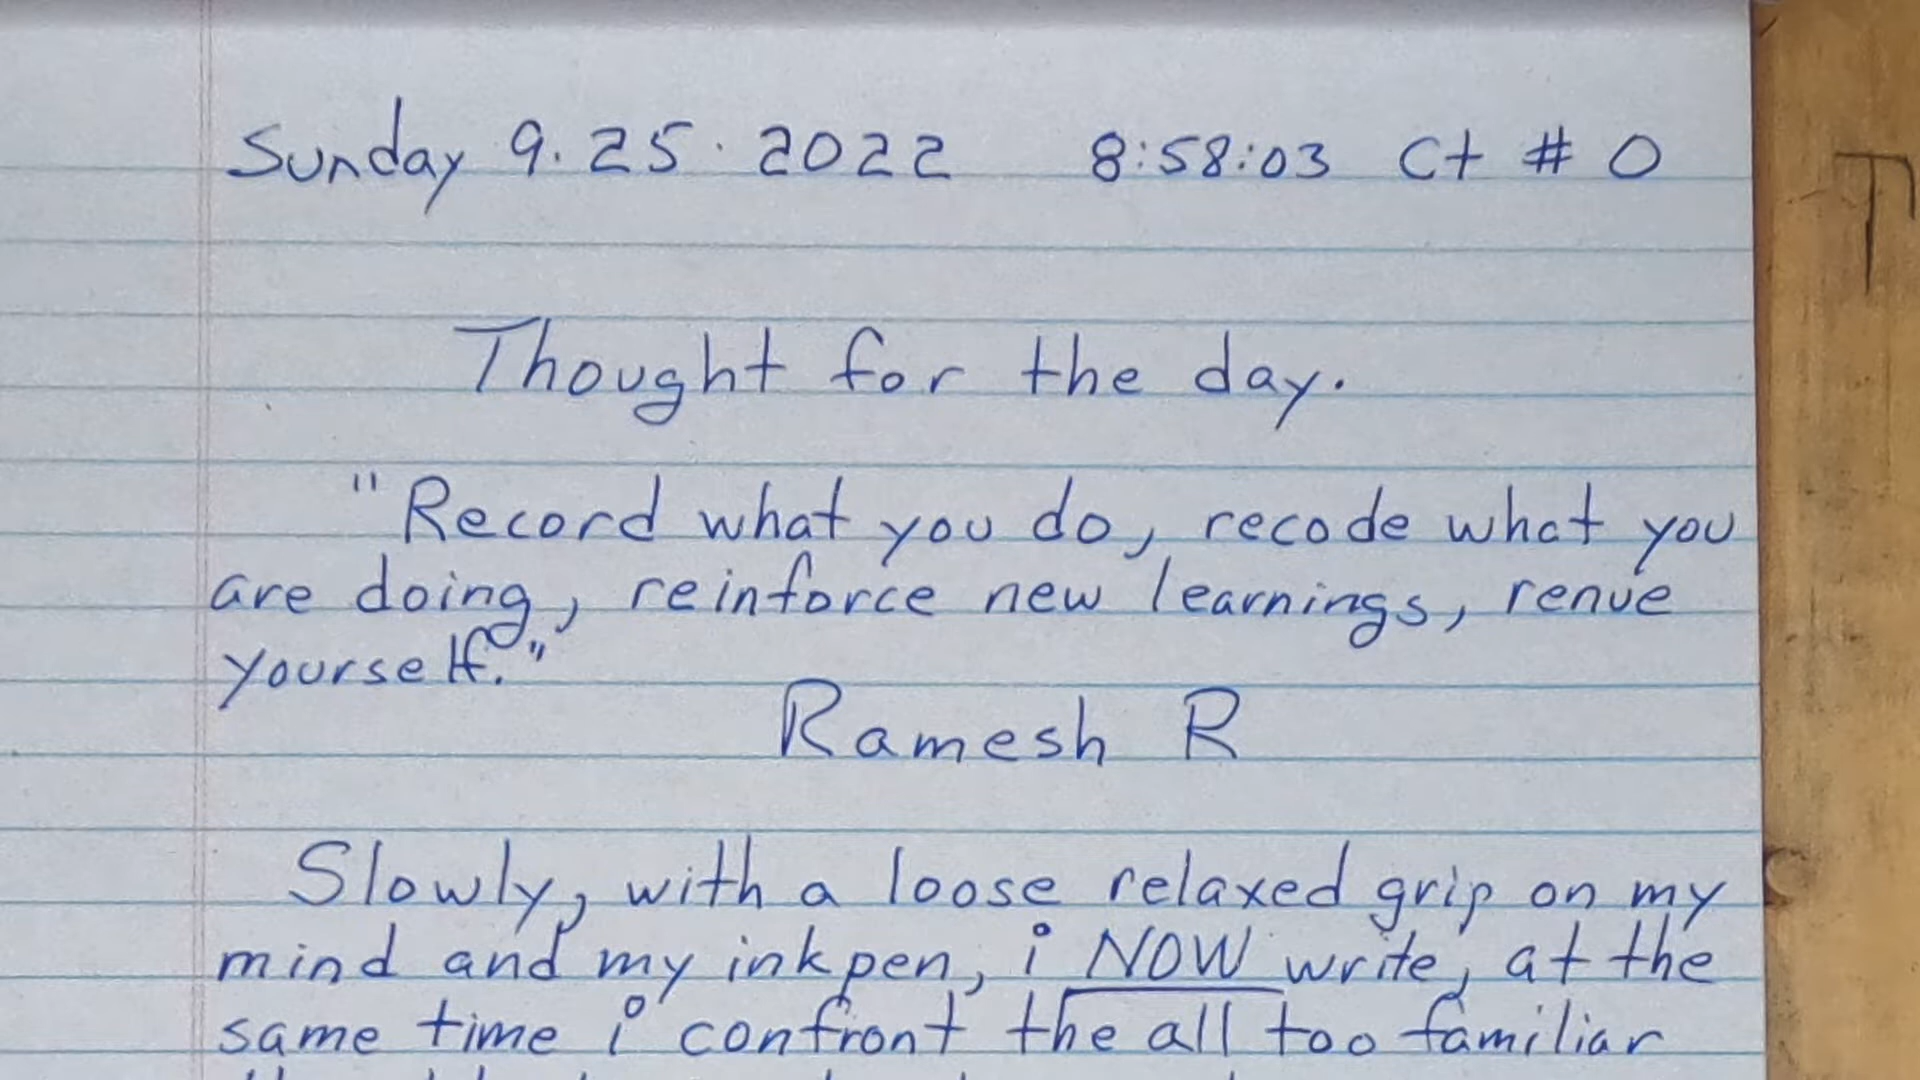 Sunday 9.25.2022 8:58:03 Ct # 0
Thought for the day.
"Record what you do, recode what you
are doing, reinforce new learnings, renue
yourself."
Ramesh R
Slowly, with a loose relaxed grip on my
mind and my ink pen, i NOW write, at the
same time i confront the all too familiar